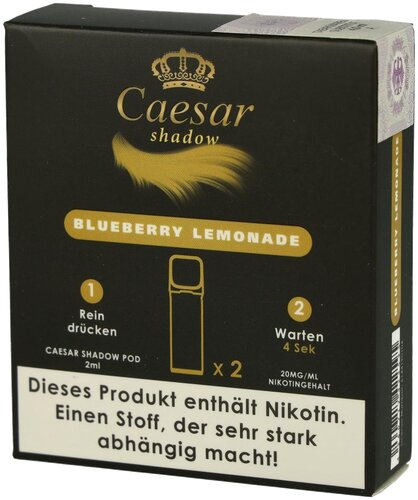 Caesar
shadow
BLUEBERRY LEMONADE
1
Rein
drücken
CAESAR SHADOW POD
2ml
x 2
2
Warten
4 Sek
20MG/ML
NIKOTINGEHALT
Dieses Produkt enthält Nikotin.
Einen Stoff, der sehr stark
abhängig macht!